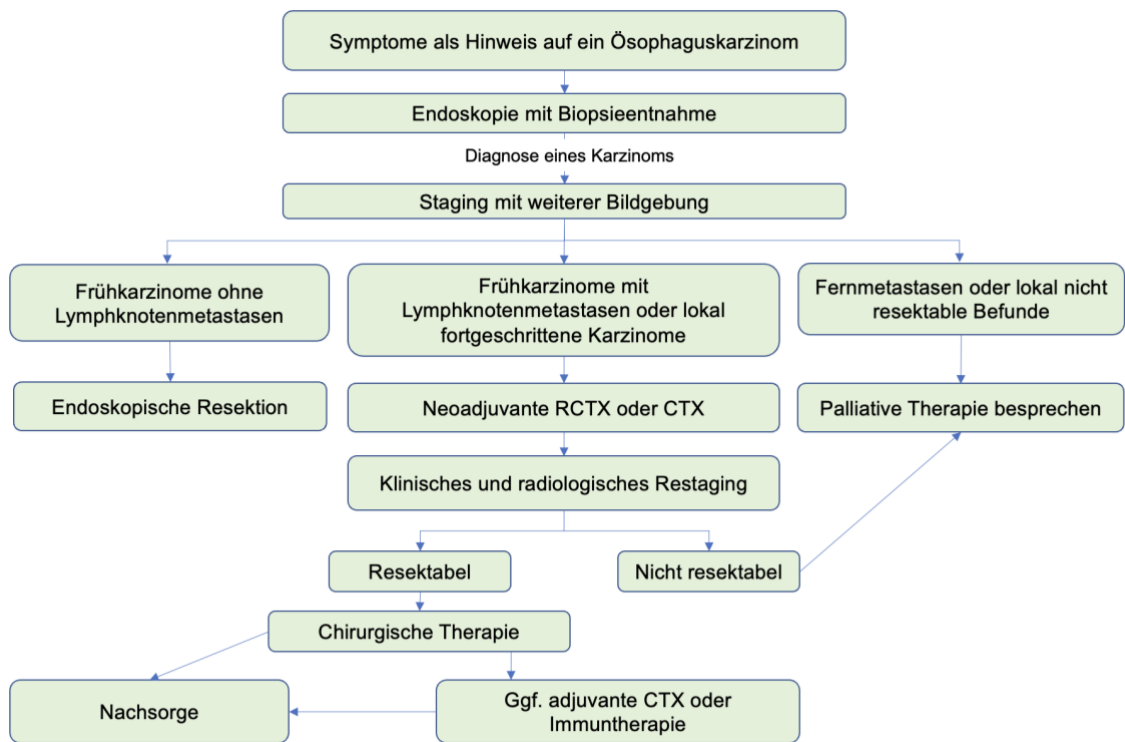 Symptome als Hinweis auf ein Ösophaguskarzinom
Endoskopie mit Biopsieentnahme
Diagnose eines Karzinoms
Staging mit weiterer Bildgebung
Frühkarzinome ohne
Lymphknotenmetastasen
Frühkarzinome mit
Lymphknotenmetastasen oder lokal
fortgeschrittene Karzinome
Fernmetastasen oder lokal nicht
resektable Befunde
Endoskopische Resektion
Neoadjuvante RCTX oder CTX
Palliative Therapie besprechen
Klinisches und radiologisches Restaging
Resektabel
Nicht resektabel
Chirurgische Therapie
Nachsorge
Ggf. adjuvante CTX oder
Immuntherapie